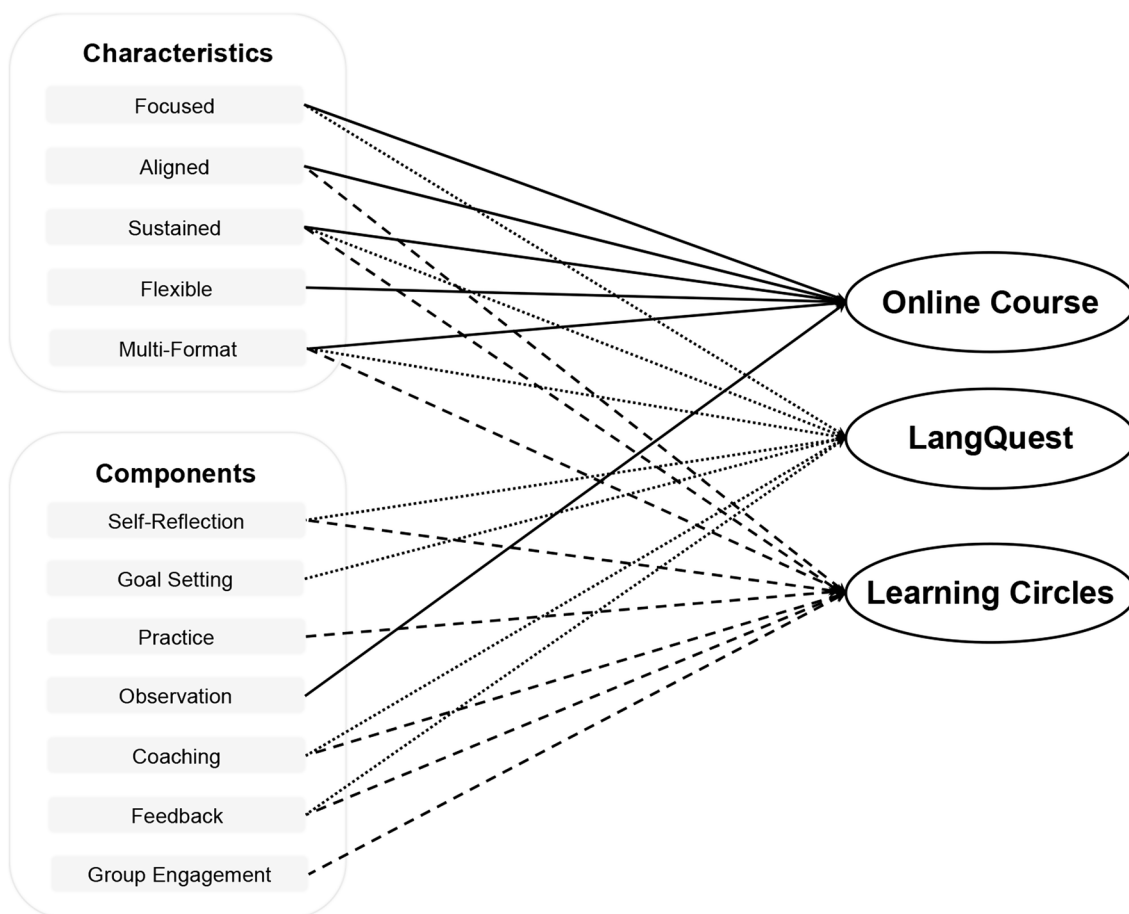 Characteristics
Focused
Aligned
Sustained
Flexible
Multi-Format
Components
Self-Reflection
Goal Setting
Practice
Observation
Coaching
Feedback
Group Engagement
Online Course
LangQuest
Learning Circles